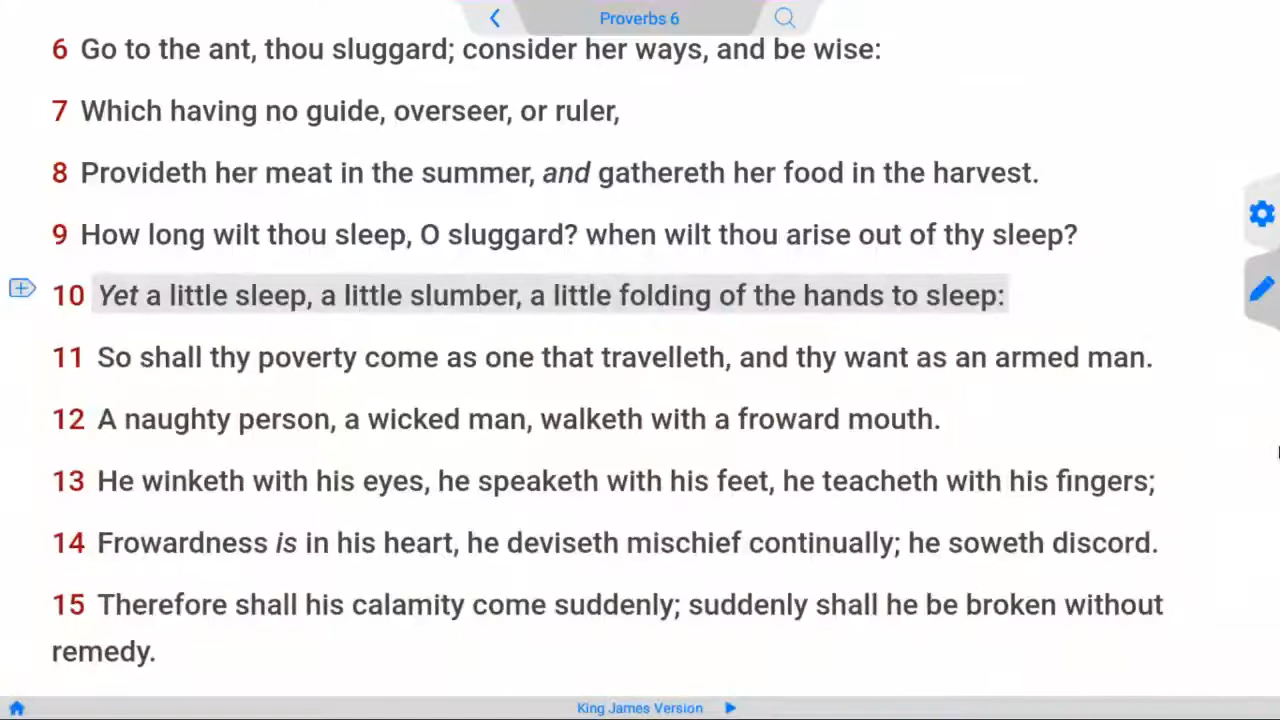 Proverbs 6
6 Go to the ant, thou sluggard; consider her ways, and be wise:
7 Which having no guide, overseer, or ruler,
8 Provideth her meat in the summer, and gathereth her food in the harvest.
9 How long wilt thou sleep, O sluggard? when wilt thou arise out of thy sleep?
10 Yet a little sleep, a little slumber, a little folding of the hands to sleep:
11 So shall thy poverty come as one that travelleth, and thy want as an armed man.
12 A naughty person, a wicked man, walketh with a froward mouth.
13 He winketh with his eyes, he speaketh with his feet, he teacheth with his fingers;
14 Frowardness is in his heart, he deviseth mischief continually; he soweth discord.
15 Therefore shall his calamity come suddenly; suddenly shall he be broken without
remedy.
King James Version